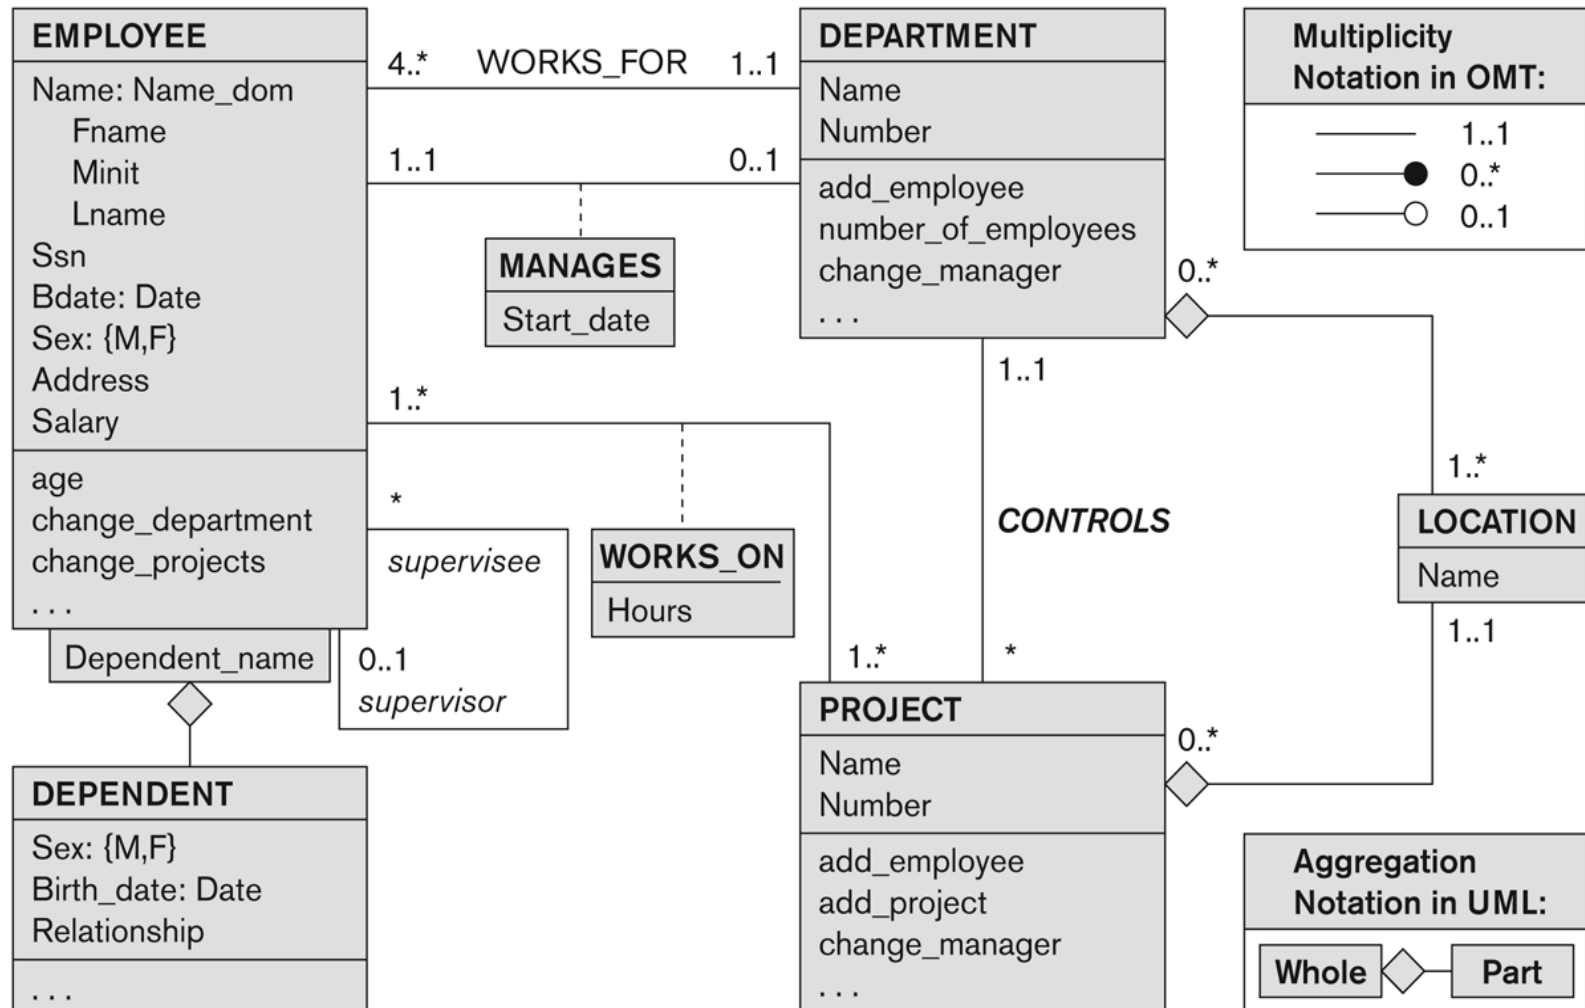 EMPLOYEE
Name: Name_dom
Fname
Minit
Lname
Ssn
Bdate: Date
Sex: {M,F}
Address
Salary
age
change_department
change_projects
. . .
Dependent_name
DEPENDENT
Sex: {M,F}
Birth_date: Date
Relationship
. . .
4..* WORKS_FOR 1..1
1..1 0..1
MANAGES
Start_date
1..*
*
supervisee
0..1
supervisor
WORKS_ON
Hours
1..*
DEPARTMENT
Name
Number
add_employee
number_of_employees
change_manager
. . .
1..1
CONTROLS
*
PROJECT
Name
Number
add_employee
add_project
change_manager
. . .
Multiplicity
Notation in OMT:
1..1
0..*
0..1
0..*
1..*
LOCATION
Name
1..1
0..*
Aggregation
Notation in UML:
Whole Part